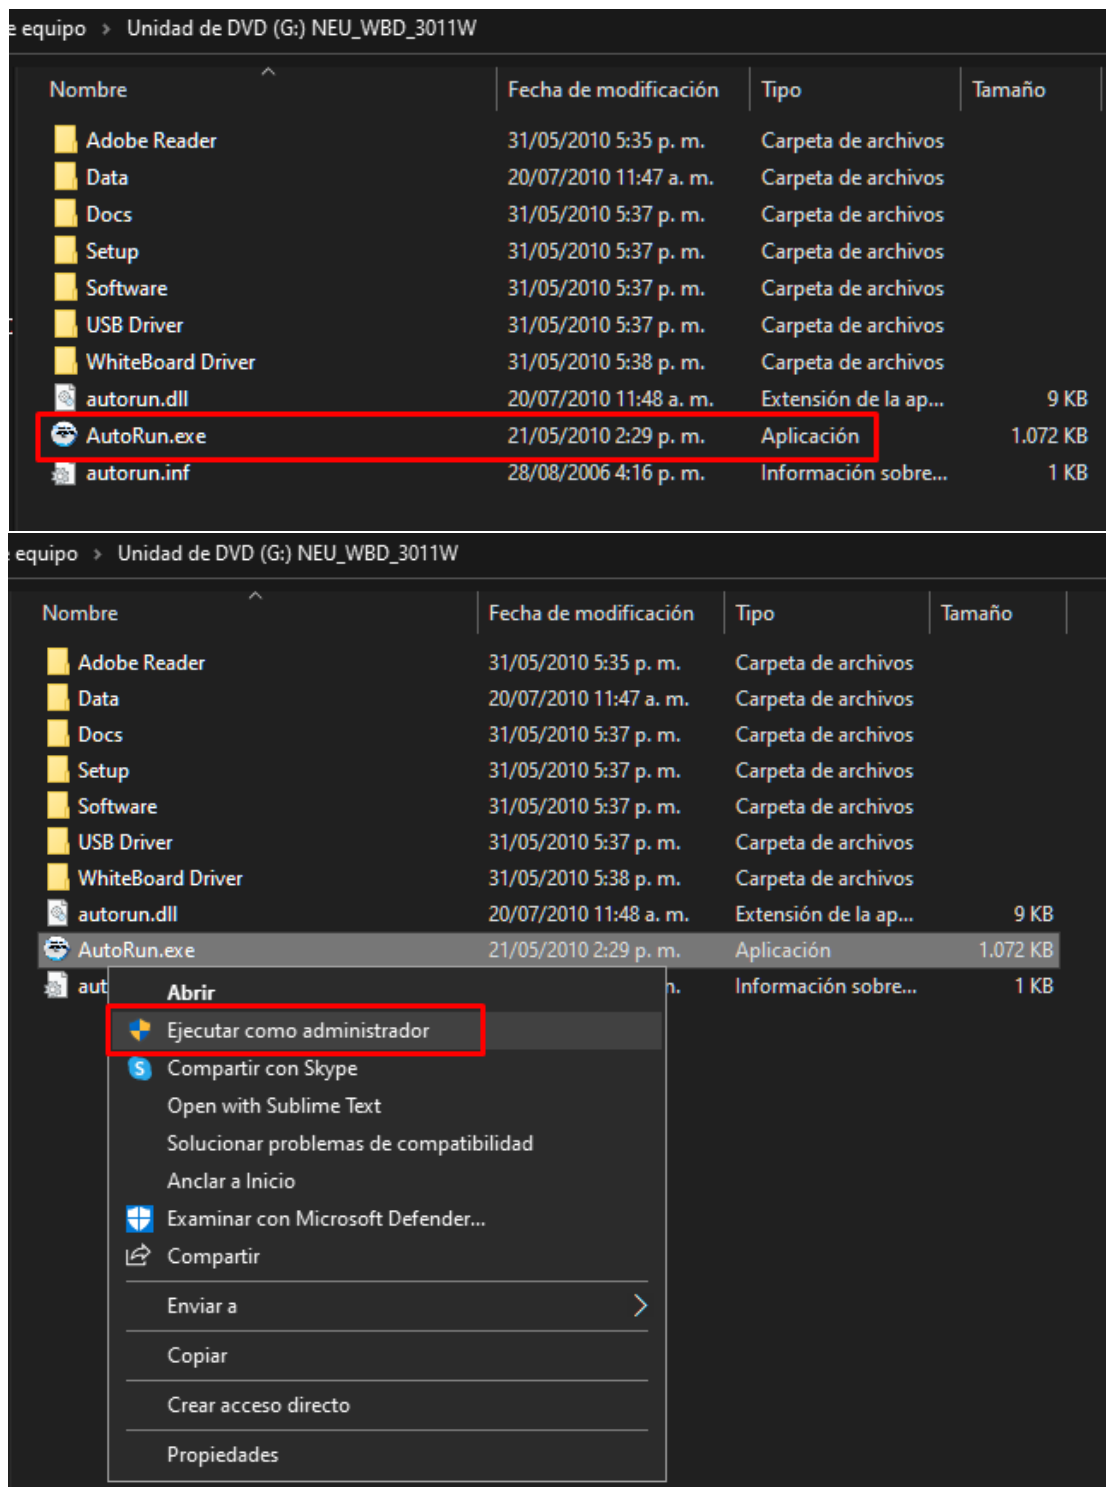 e equipo > Unidad de DVD (G:) NEU_WBD_3011W
Nombre Fecha de modificación Tipo Tamaño
Adobe Reader 31/05/2010 5:35 p. m. Carpeta de archivos
Data 20/07/2010 11:47 a. m. Carpeta de archivos
Docs 31/05/2010 5:37 p. m. Carpeta de archivos
Setup 31/05/2010 5:37 p. m. Carpeta de archivos
Software 31/05/2010 5:37 p. m. Carpeta de archivos
USB Driver 31/05/2010 5:37 p. m. Carpeta de archivos
WhiteBoard Driver 31/05/2010 5:38 p. m. Carpeta de archivos
autorun.dll 20/07/2010 11:48 a. m. Extensión de la ap... 9 KB
AutoRun.exe 21/05/2010 2:29 p. m. Aplicación 1.072 KB
autorun.inf 28/08/2006 4:16 p. m. Información sobre... 1 KB
equipo > Unidad de DVD (G:) NEU_WBD_3011W
Nombre Fecha de modificación Tipo Tamaño
Adobe Reader 31/05/2010 5:35 p. m. Carpeta de archivos
Data 20/07/2010 11:47 a. m. Carpeta de archivos
Docs 31/05/2010 5:37 p. m. Carpeta de archivos
Setup 31/05/2010 5:37 p. m. Carpeta de archivos
Software 31/05/2010 5:37 p. m. Carpeta de archivos
USB Driver 31/05/2010 5:37 p. m. Carpeta de archivos
WhiteBoard Driver 31/05/2010 5:38 p. m. Carpeta de archivos
autorun.dll 20/07/2010 11:48 a. m. Extensión de la ap... 9 KB
AutoRun.exe 21/05/2010 2:29 p. m. Aplicación 1.072 KB
aut Información sobre... 1 KB
Abrir
Ejecutar como administrador
Compartir con Skype
Open with Sublime Text
Solucionar problemas de compatibilidad
Anclar a Inicio
Examinar con Microsoft Defender...
Compartir
Enviar a
Copiar
Crear acceso directo
Propiedades